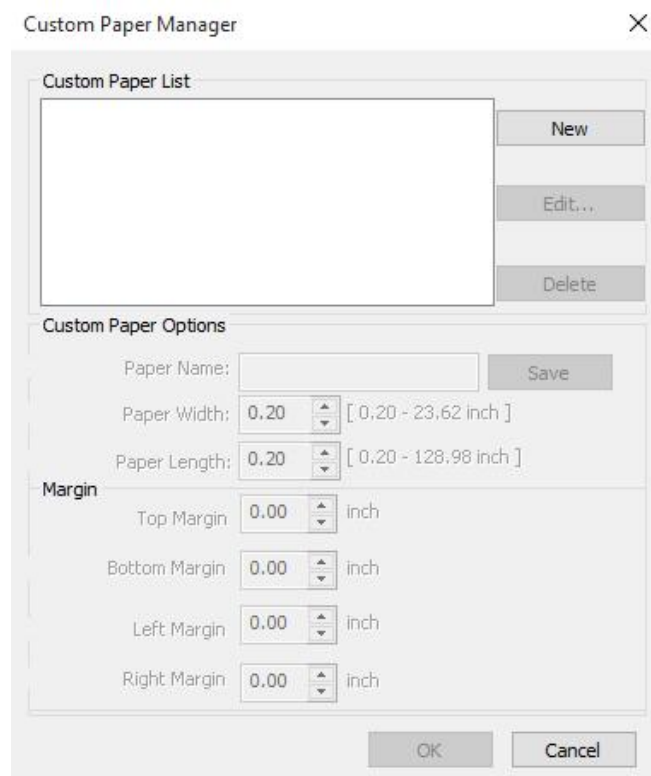 Custom Paper Manager
Custom Paper List
New
Edit...
Delete
Custom Paper Options
Paper Name:
Save
Paper Width: 0.20 [ 0.20 - 23.62 inch ]
Paper Length: 0.20 [ 0.20 - 128.98 inch ]
Margin
Top Margin 0.00 inch
Bottom Margin 0.00 inch
Left Margin 0.00 inch
Right Margin 0.00 inch
OK Cancel